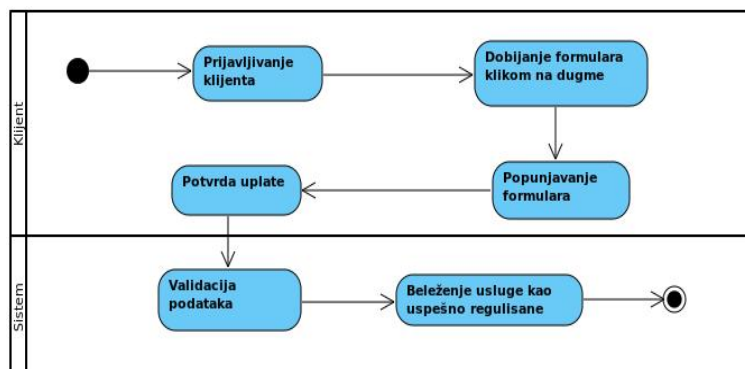 Klijent
Prijavljivanje
klijenta
Dobijanje formulara
klikom na dugme
Popunjavanje
formulara
Potvrda uplate
Sistem
Validacija
podataka
Beleženje usluge kao
uspešno regulisane